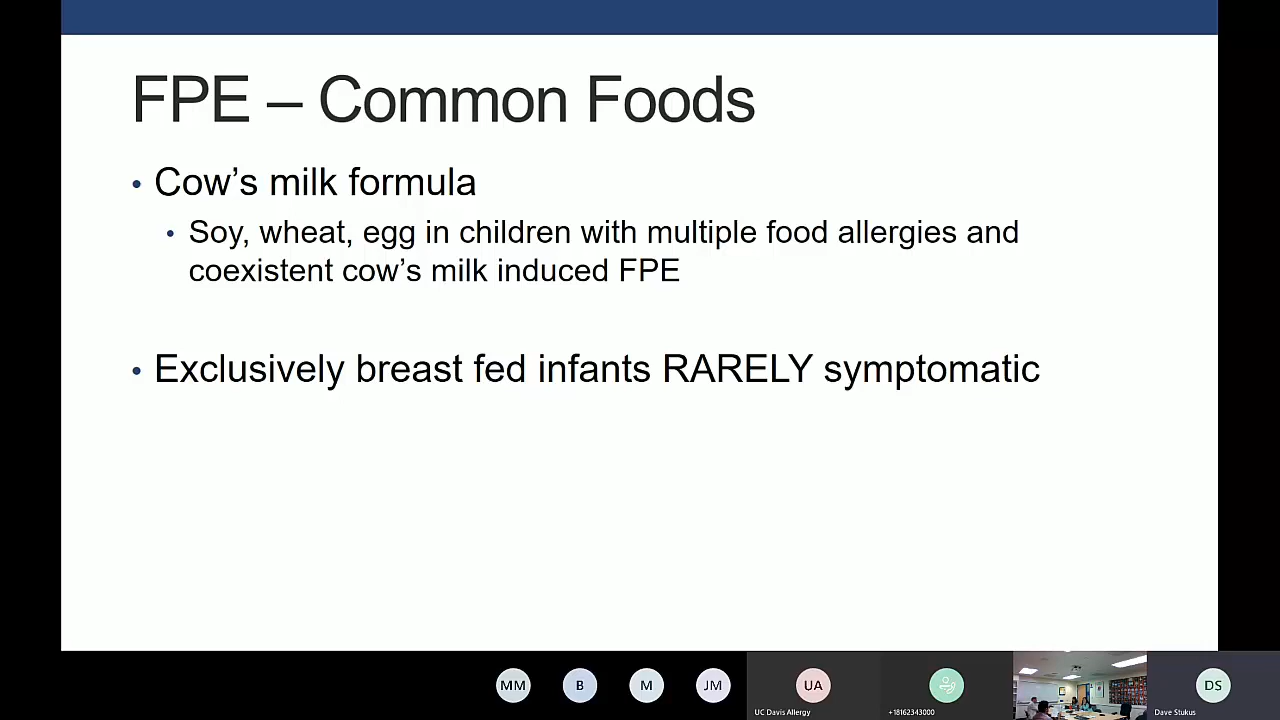 FPE – Common Foods
• Cow’s milk formula
• Soy, wheat, egg in children with multiple food allergies and
coexistent cow’s milk induced FPE
• Exclusively breast fed infants RARELY symptomatic
MM
B
M
JM
UA
UC Davis Allergy
+18162343000
DS
Dave Stukus